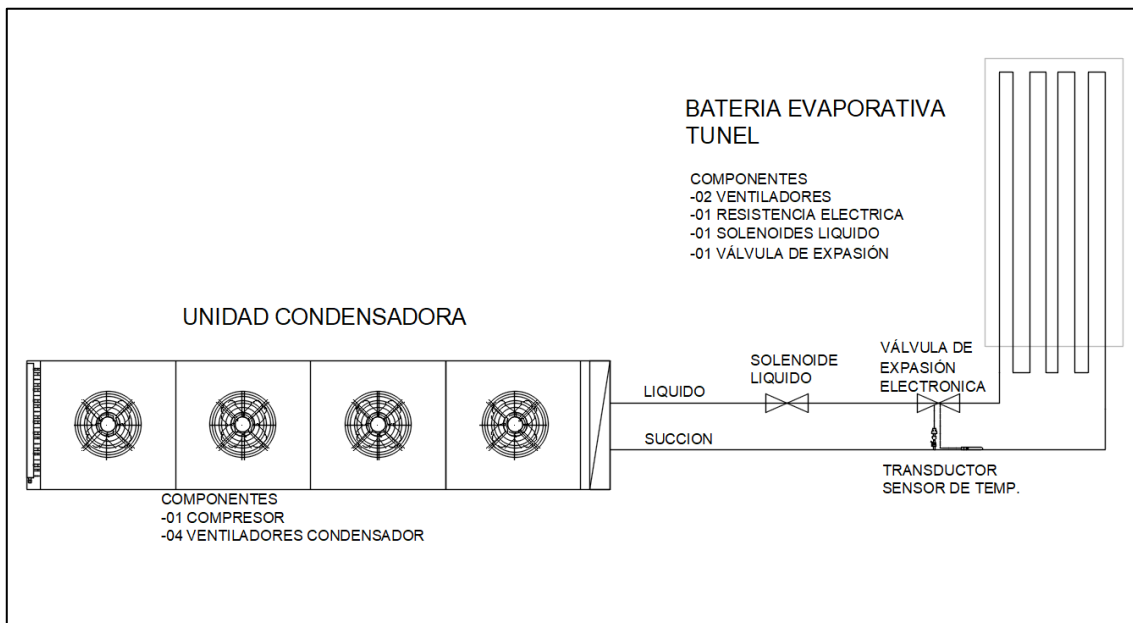 BATERIA EVAPORATIVA
TUNEL
COMPONENTES
-02 VENTILADORES
-01 RESISTENCIA ELECTRICA
-01 SOLENOIDES LIQUIDO
-01 VÁLVULA DE EXPASIÓN
UNIDAD CONDENSADORA
LIQUIDO
SOLENOIDE
LIQUIDO
VÁLVULA DE
EXPASIÓN
ELECTRONICA
SUCCION
TRANSDUCTOR
SENSOR DE TEMP.
COMPONENTES
-01 COMPRESOR
-04 VENTILADORES CONDENSADOR